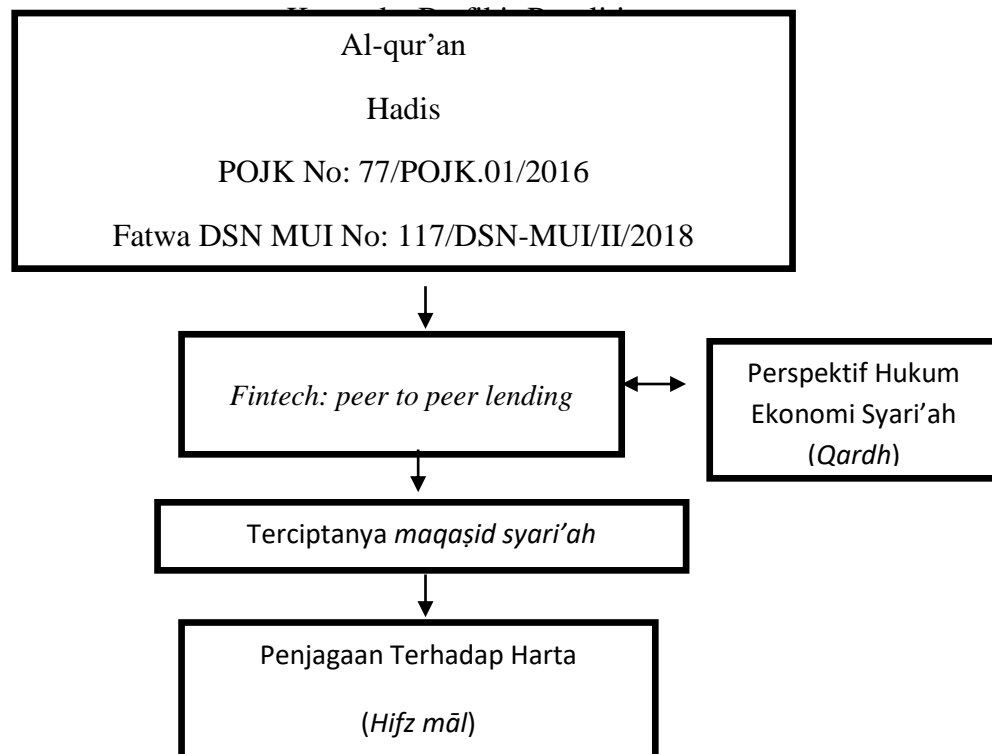 Al-qur’an
Hadis
POJK No: 77/POJK.01/2016
Fatwa DSN MUI No: 117/DSN-MUI/II/2018
Fintech: peer to peer lending
Perspektif Hukum
Ekonomi Syari’ah
(Qardh)
Terciptanya maqaṣid syari’ah
Penjagaan Terhadap Harta
(Hifz māl)